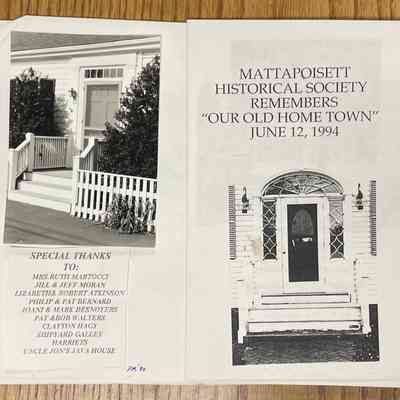 SPECIAL THANKS
TO:
MRS.RUTH MARTOCCI
JILL & JEFF MORAN
LIZABETH& ROBERT ATKINSON
PHILIP & PAT BERNARD
JOANI & MARK DESNOYERS
PAT &BOB WALTERS
CLAYTON HAGY
SHIPYARD GALLEY
HARRIETS
UNCLE JON'S JAVA HOUSE
MATTAPOISETT
HISTORICAL SOCIETY
REMEMBERS
"OUR OLD HOME TOWN"
JUNE 12, 1994